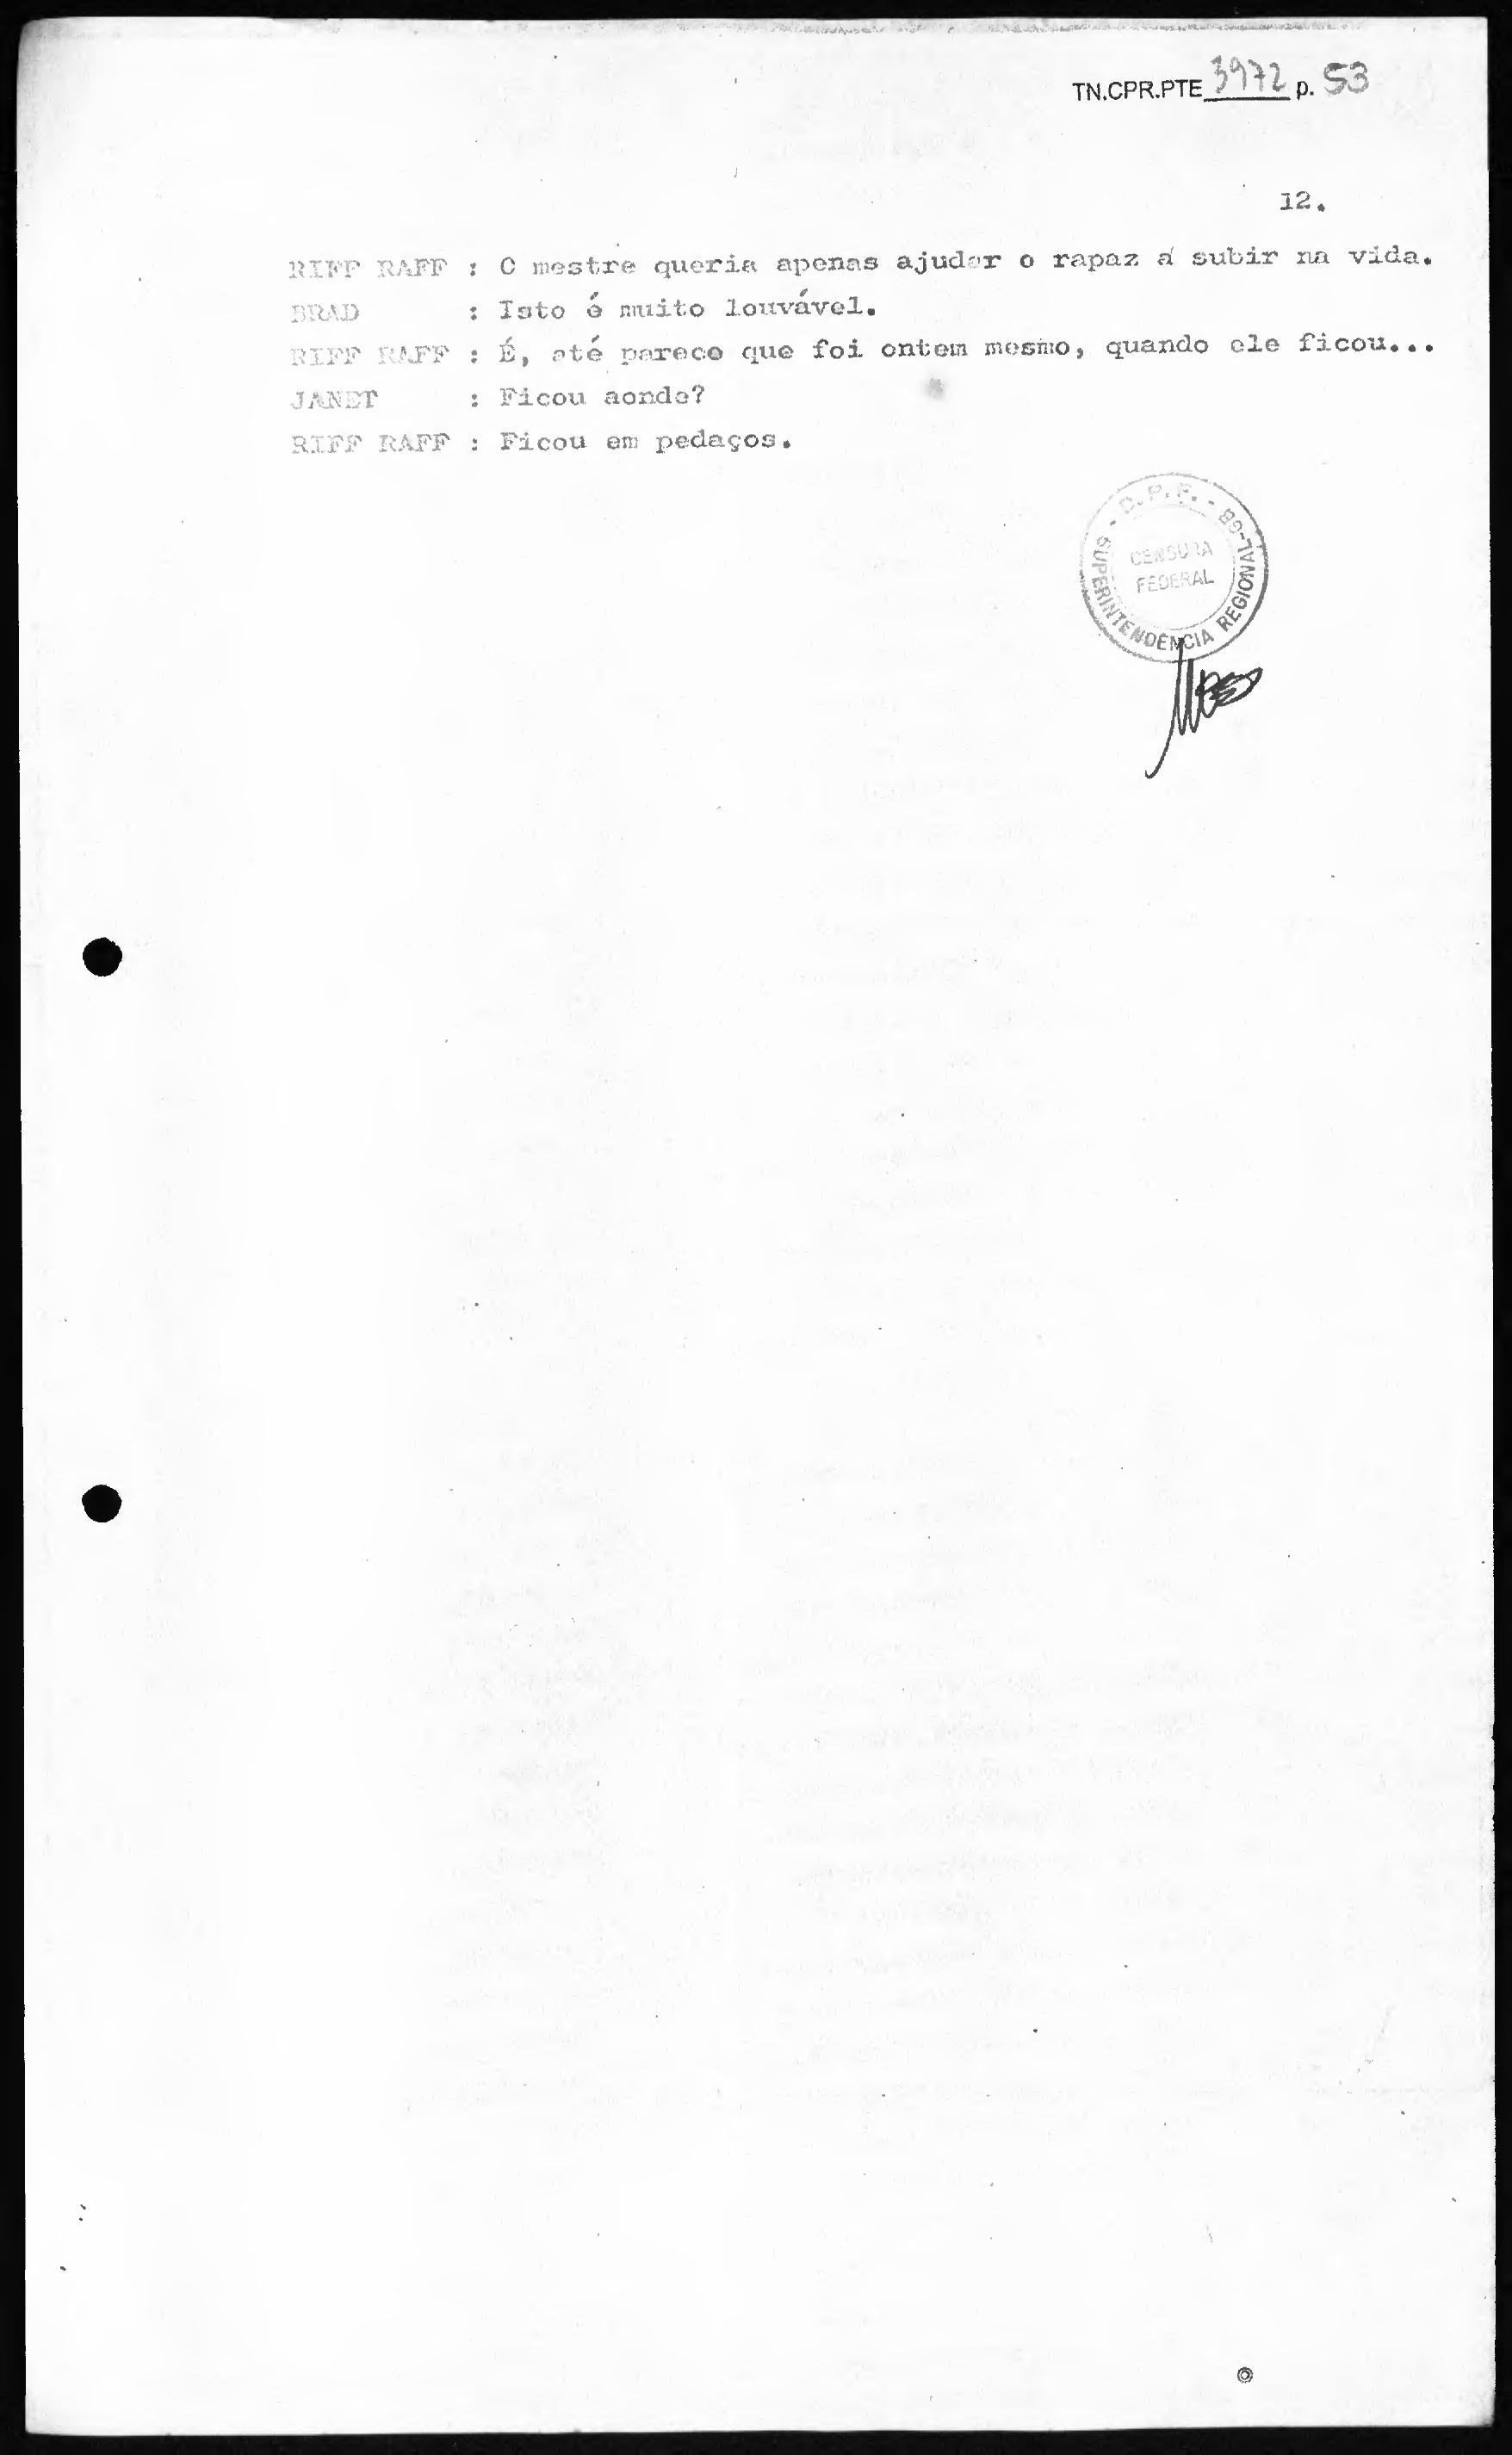 TN.CPR.PTE 3972 p. 53
12.
RIFF RAFF : O mestre queria apenas ajudar o rapaz á subir na vida.
BRAD : Isto é muito louvável.
RIFF RAFF : É, até parece que foi ontem mesmo, quando ele ficou...
JANET : Ficou aonde?
RIFF RAFF : Ficou em pedaços.
D.P.F. - SUPERINTENDÊNCIA REGIONAL-GB
CENSURA
FEDERAL